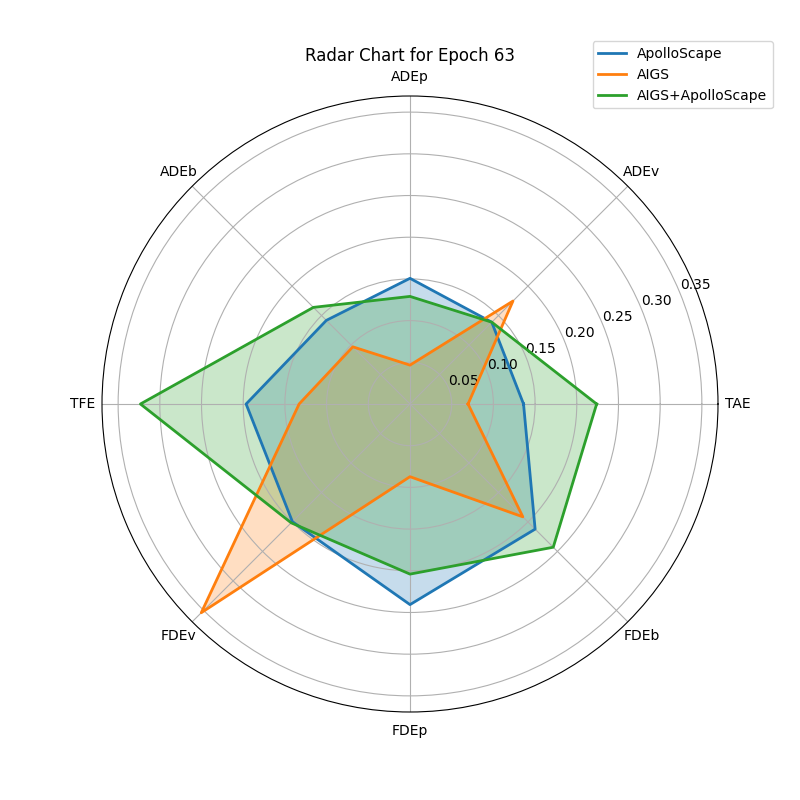 Radar Chart for Epoch 63
ApolloScape
AIGS
AIGS+ApolloScape
ADEp
ADEb
ADEv
0.35
0.30
0.25
0.20
0.15
0.10
0.05
TFE
TAE
FDEv
FDEb
FDEp